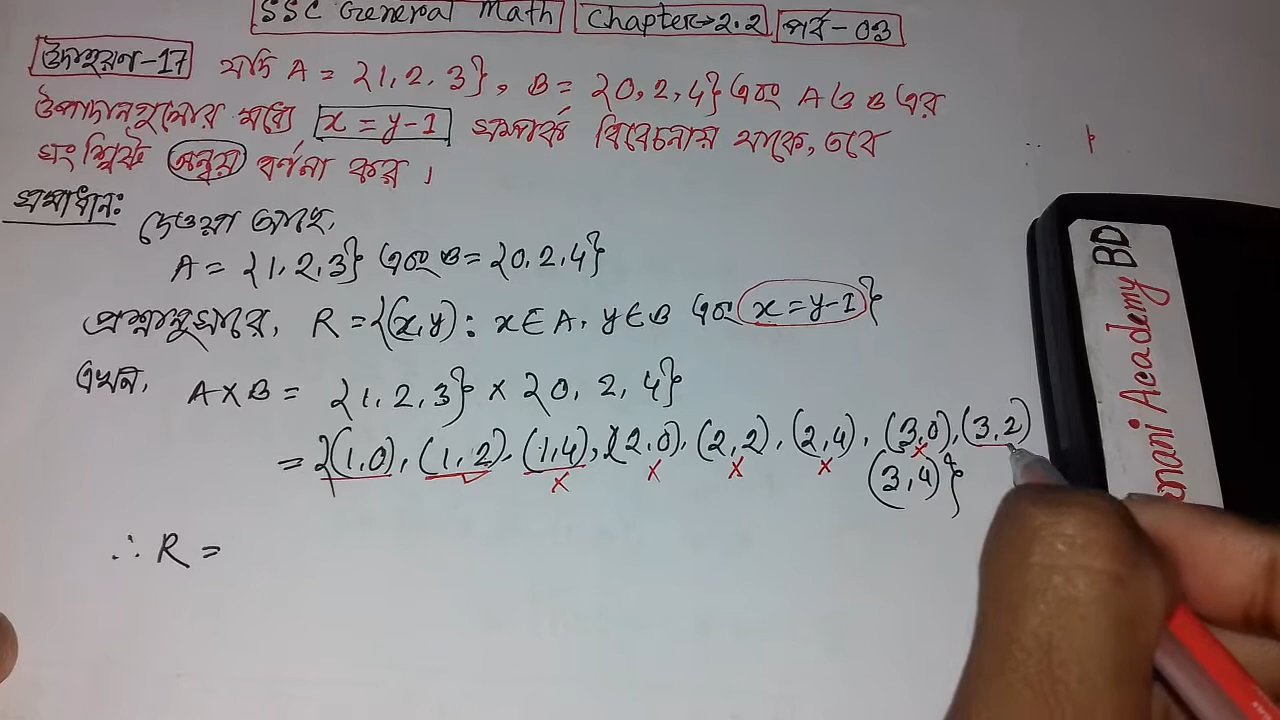 SSC General Math Chapter→2.2 পর্ব-03
উদাহরণ-17 যদি A = {1, 2, 3}, B = {0, 2, 4} এবং A ও B এর
উপাদানগুলোর মধ্যে x = y-1 সম্পর্ক বিবেচনায় থাকে, তবে
সংশ্লিষ্ট অন্বয় বর্ণনা কর।
সমাধান:
দেওয়া আছে,
A = {1, 2, 3} এবং B = {0, 2, 4}
প্রশ্নানুসারে, R = {(x, y) : x ∈ A, y ∈ B এবং x = y-1}
এখন, A × B = {1, 2, 3} × {0, 2, 4}
= {(1, 0), (1, 2), (1, 4), (2, 0), (2, 2), (2, 4), (3, 0), (3, 2)
(3, 4)}
∴ R =
Academy BD